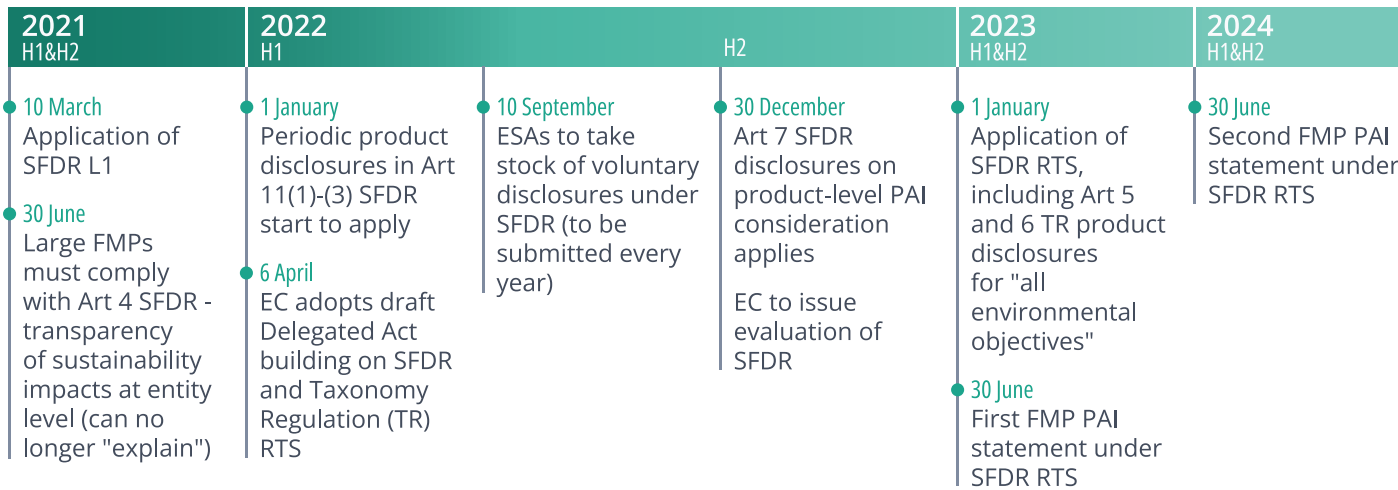 2021
H1&H2
10 March
Application of
SFDR L1
30 June
Large FMPs
must comply
with Art 4 SFDR -
transparency
of sustainability
impacts at entity
level (can no
longer "explain")
2022
H1
1 January
Periodic product
disclosures in Art
11(1)-(3) SFDR
start to apply
6 April
EC adopts draft
Delegated Act
building on SFDR
and Taxonomy
Regulation (TR)
RTS
10 September
ESAs to take
stock of voluntary
disclosures under
SFDR (to be
submitted every
year)
H2
30 December
Art 7 SFDR
disclosures on
product-level PAI
consideration
applies
EC to issue
evaluation of
SFDR
2023
H1&H2
1 January
Application of
SFDR RTS,
including Art 5
and 6 TR product
disclosures
for "all
environmental
objectives"
30 June
First FMP PAI
statement under
SFDR RTS
2024
H1&H2
30 June
Second FMP PAI
statement under
SFDR RTS